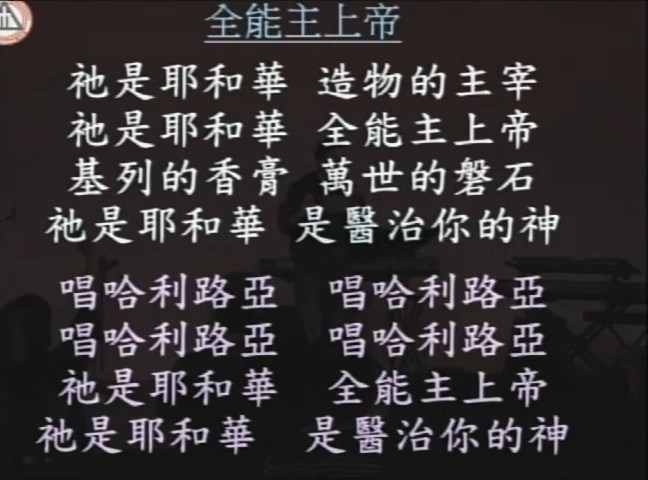 全能主上帝
祂是耶和華 造物的主宰
祂是耶和華 全能主上帝
基列的香膏 萬世的磐石
祂是耶和華 是醫治你的神
唱哈利路亞 唱哈利路亞
唱哈利路亞 唱哈利路亞
祂是耶和華 全能主上帝
祂是耶和華 是醫治你的神